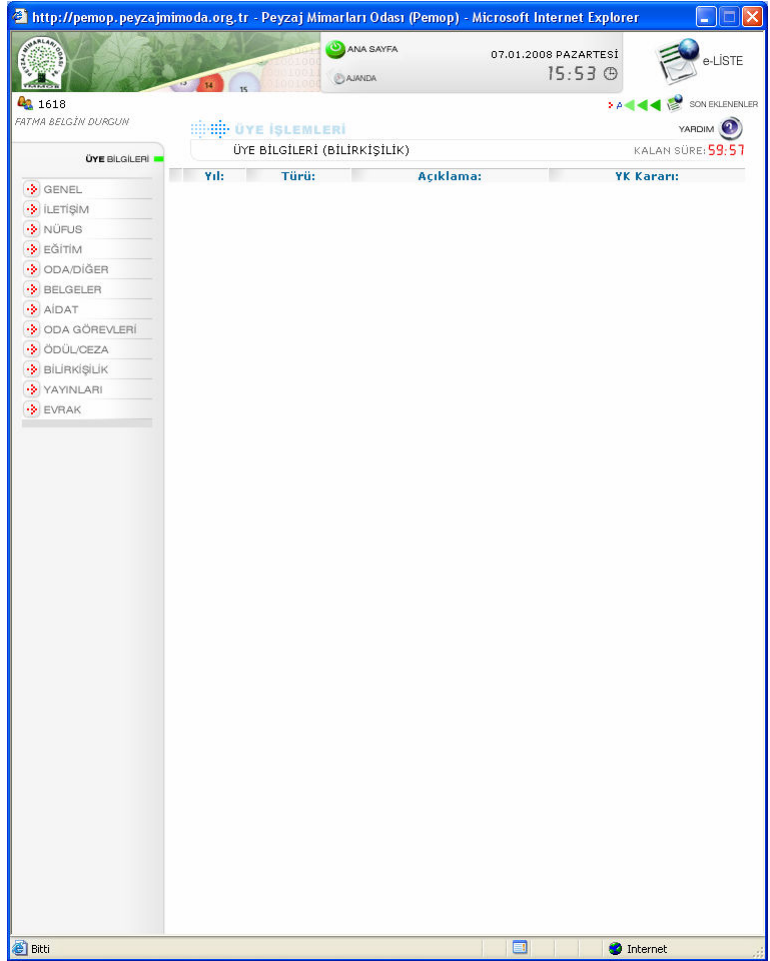 http://pemop.peyzajmimoda.org.tr - Peyzaj Mimarları Odası (Pemop) - Microsoft Internet Explorer
ANA SAYFA
07.01.2008 PAZARTESİ
e-LİSTE
15:53
AJANDA
14
15
1618
A
SON EKLENENLER
FATMA BELGİN DURGUN
ÜYE İŞLEMLERİ
YARDIM
ÜYE BİLGİLERİ (BİLİRKİŞİLİK)
KALAN SÜRE: 59:57
ÜYE BİLGİLERİ
Yıl: Türü: Açıklama: YK Kararı:
GENEL
İLETİŞİM
NÜFUS
EĞİTİM
ODA/DİĞER
BELGELER
AİDAT
ODA GÖREVLERİ
ÖDÜL/CEZA
BİLİRKİŞİLİK
YAYINLARI
EVRAK
Bitti
Internet